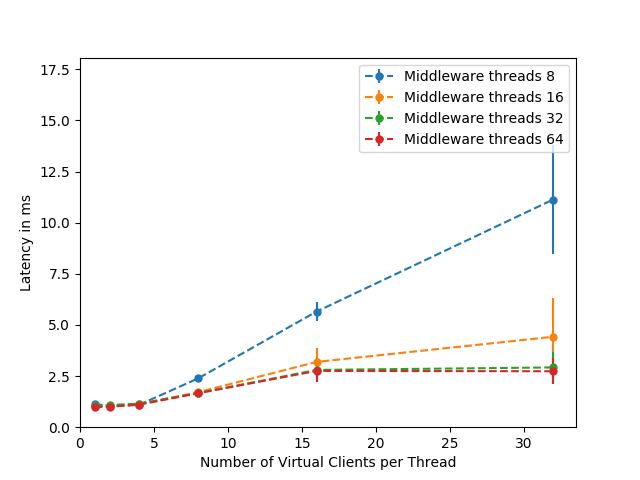 17.5
15.0
12.5
10.0
7.5
5.0
2.5
0.0
Latency in ms
Middleware threads 8
Middleware threads 16
Middleware threads 32
Middleware threads 64
0 5 10 15 20 25 30
Number of Virtual Clients per Thread